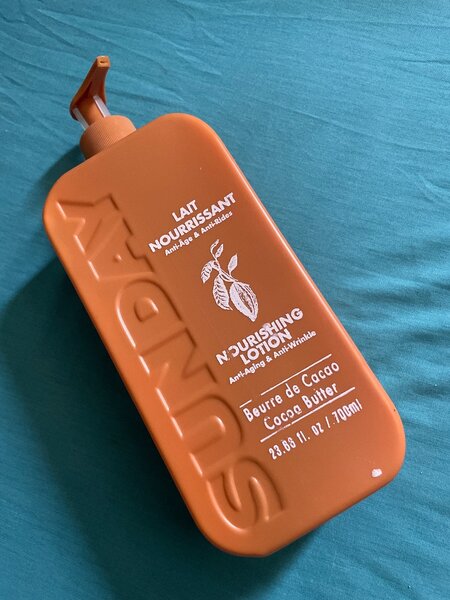 SUNDAY
LAIT
NOURRISSANT
Anti-Âge & Anti-Rides
NOURISHING
LOTION
Anti-Aging & Anti-Wrinkle
Beurre de Cacao
Cocoa Butter
23.68 fl. oz / 700ml